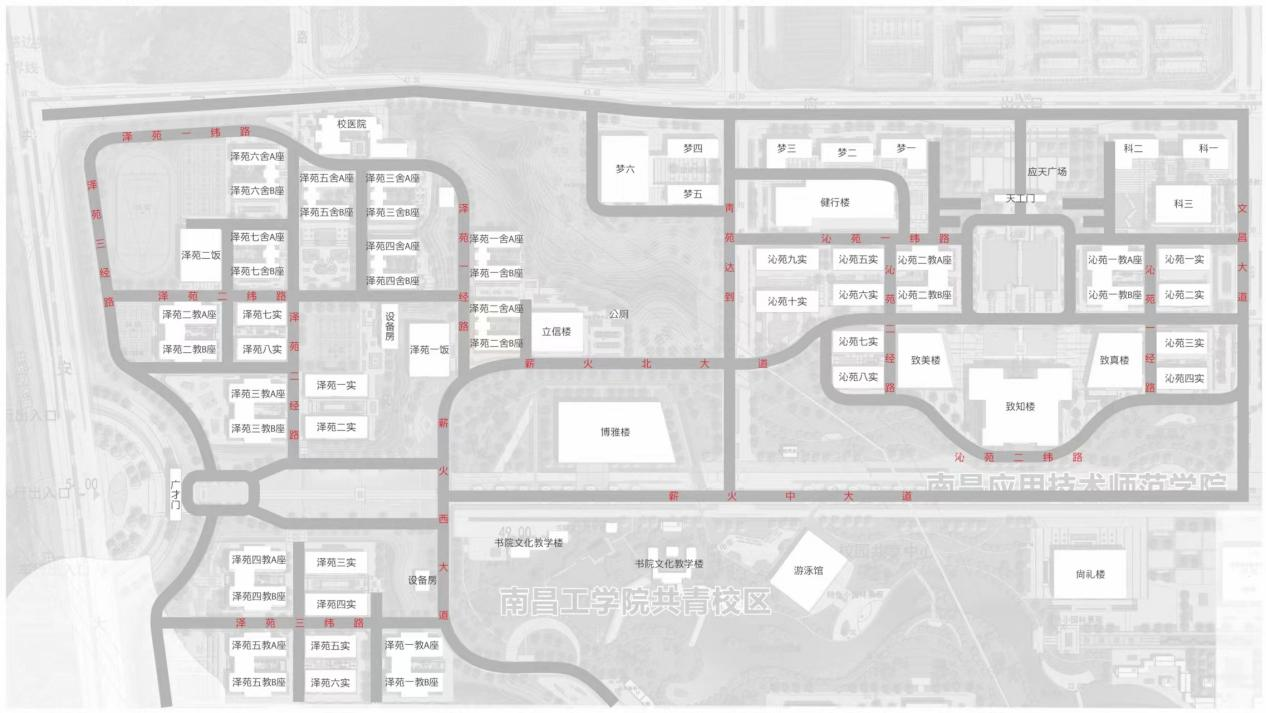 校医院
泽苑一纬路
泽苑六舍A座
泽苑六舍B座
泽苑五舍A座
泽苑五舍B座
泽苑三舍A座
泽苑三舍B座
泽苑四舍A座
泽苑四舍B座
泽苑七舍A座
泽苑七舍B座
泽苑二饭
泽苑三经路
泽苑一经路
泽苑一舍A座
泽苑一舍B座
泽苑二舍A座
泽苑二舍B座
泽苑二纬路
泽苑二教A座
泽苑二教B座
泽苑七实
泽苑八实
泽苑二经路
设备房
泽苑一饭
立信楼
公厕
泽苑三教A座
泽苑三教B座
泽苑一实
泽苑二实
梦六
梦四
梦五
梦三
梦二
梦一
健行楼
科二
科一
科三
应天广场
天工门
青苑达到
文昌大道
沁苑一纬路
沁苑九实
沁苑十实
沁苑五实
沁苑六实
沁苑二教A座
沁苑二教B座
沁苑一教A座
沁苑一教B座
沁苑一实
沁苑二实
沁苑二经路
沁苑一经路
沁苑七实
沁苑八实
致美楼
致真楼
致知楼
沁苑三实
沁苑四实
沁苑二纬路
薪火北大道
博雅楼
薪火西大道
薪火中大道
南昌应用技术师范学院
广才门
泽苑四教A座
泽苑四教B座
泽苑三实
泽苑四实
设备房
泽苑三纬路
泽苑五教A座
泽苑五教B座
泽苑五实
泽苑六实
泽苑一教A座
泽苑一教B座
书院文化教学楼
书院文化教学楼
游泳馆
尚礼楼
南昌工学院共青校区